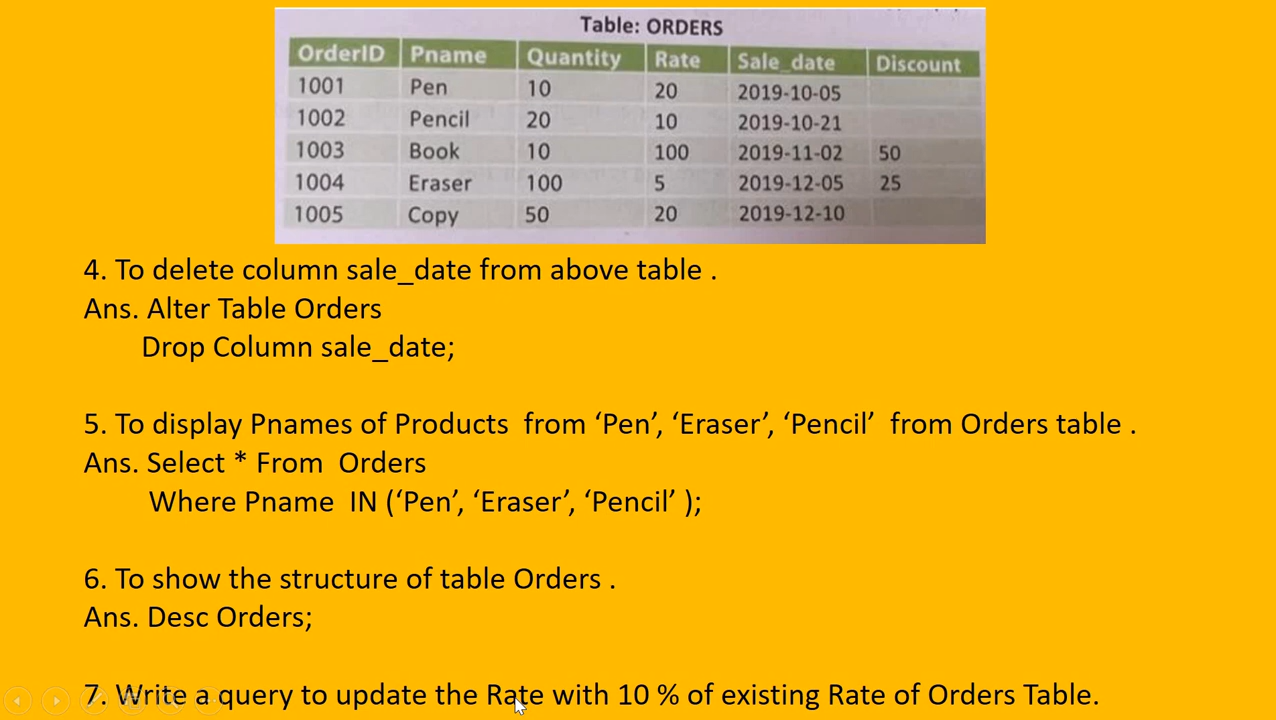 Table: ORDERS
OrderID Pname Quantity Rate Sale_date Discount
1001 Pen 10 20 2019-10-05
1002 Pencil 20 10 2019-10-21
1003 Book 10 100 2019-11-02 50
1004 Eraser 100 5 2019-12-05 25
1005 Copy 50 20 2019-12-10
4. To delete column sale_date from above table .
Ans. Alter Table Orders
Drop Column sale_date;
5. To display Pnames of Products from ‘Pen’, ‘Eraser’, ‘Pencil’ from Orders table .
Ans. Select * From Orders
Where Pname IN (‘Pen’, ‘Eraser’, ‘Pencil’ );
6. To show the structure of table Orders .
Ans. Desc Orders;
7. Write a query to update the Rate with 10 % of existing Rate of Orders Table.